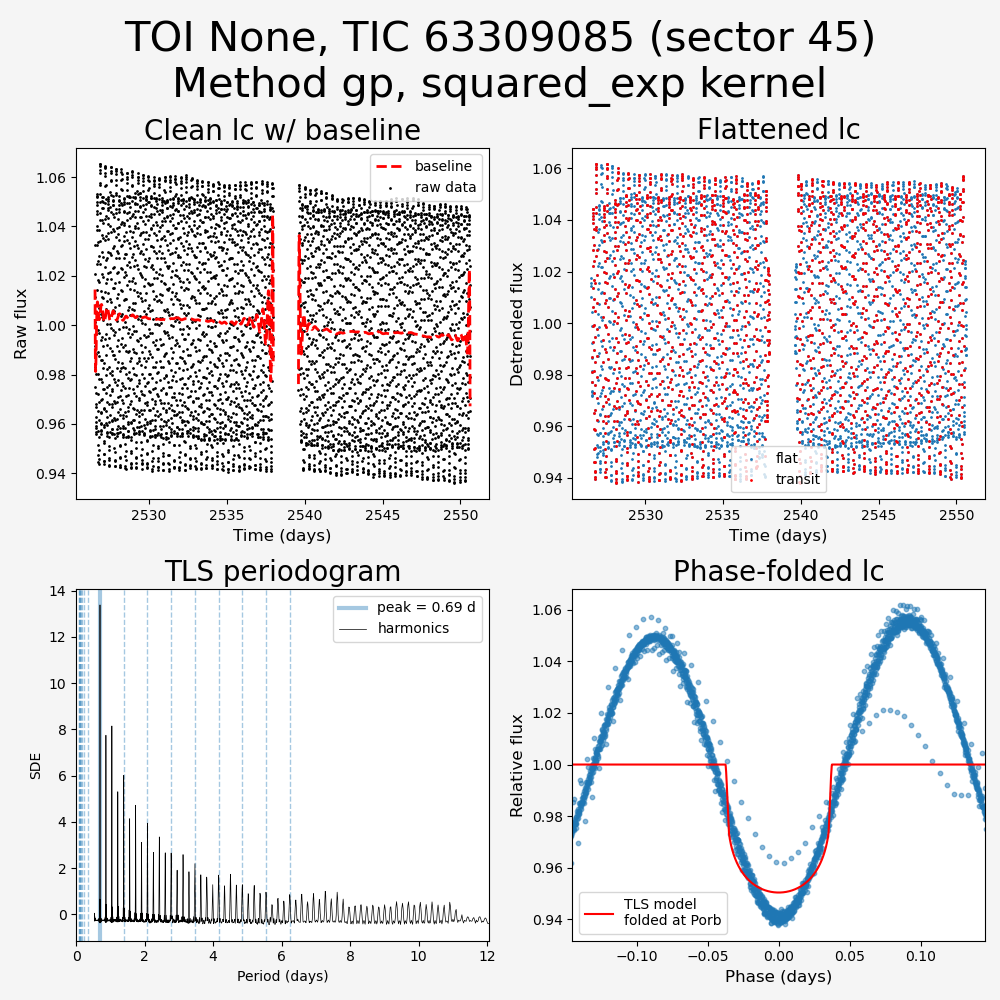 TOI None, TIC 63309085 (sector 45)
Method gp, squared_exp kernel
Clean lc w/ baseline
baseline
raw data
Raw flux
1.06
1.04
1.02
1.00
0.98
0.96
0.94
2530
2535
2540
2545
2550
Time (days)
Flattened lc
flat
transit
Detrended flux
1.06
1.04
1.02
1.00
0.98
0.96
0.94
2530
2535
2540
2545
2550
Time (days)
TLS periodogram
peak = 0.69 d
harmonics
SDE
14
12
10
8
6
4
2
0
0
2
4
6
8
10
12
Period (days)
Phase-folded lc
TLS model
folded at Porb
Relative flux
1.06
1.04
1.02
1.00
0.98
0.96
0.94
−0.10
−0.05
0.00
0.05
0.10
Phase (days)